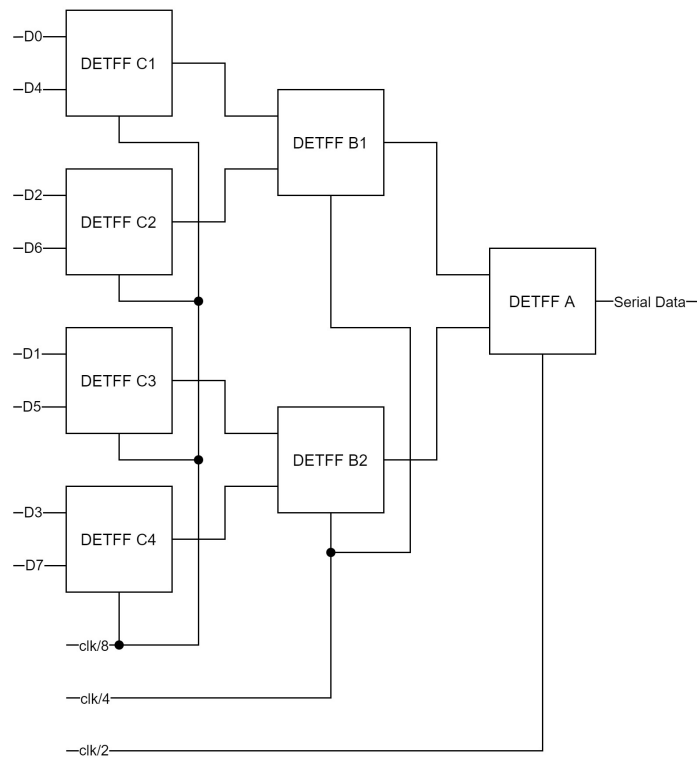 D0
DETFF C1
D4
DETFF B1
D2
DETFF C2
D6
DETFF A
Serial Data
D1
DETFF C3
D5
DETFF B2
D3
DETFF C4
D7
clk/8
clk/4
clk/2